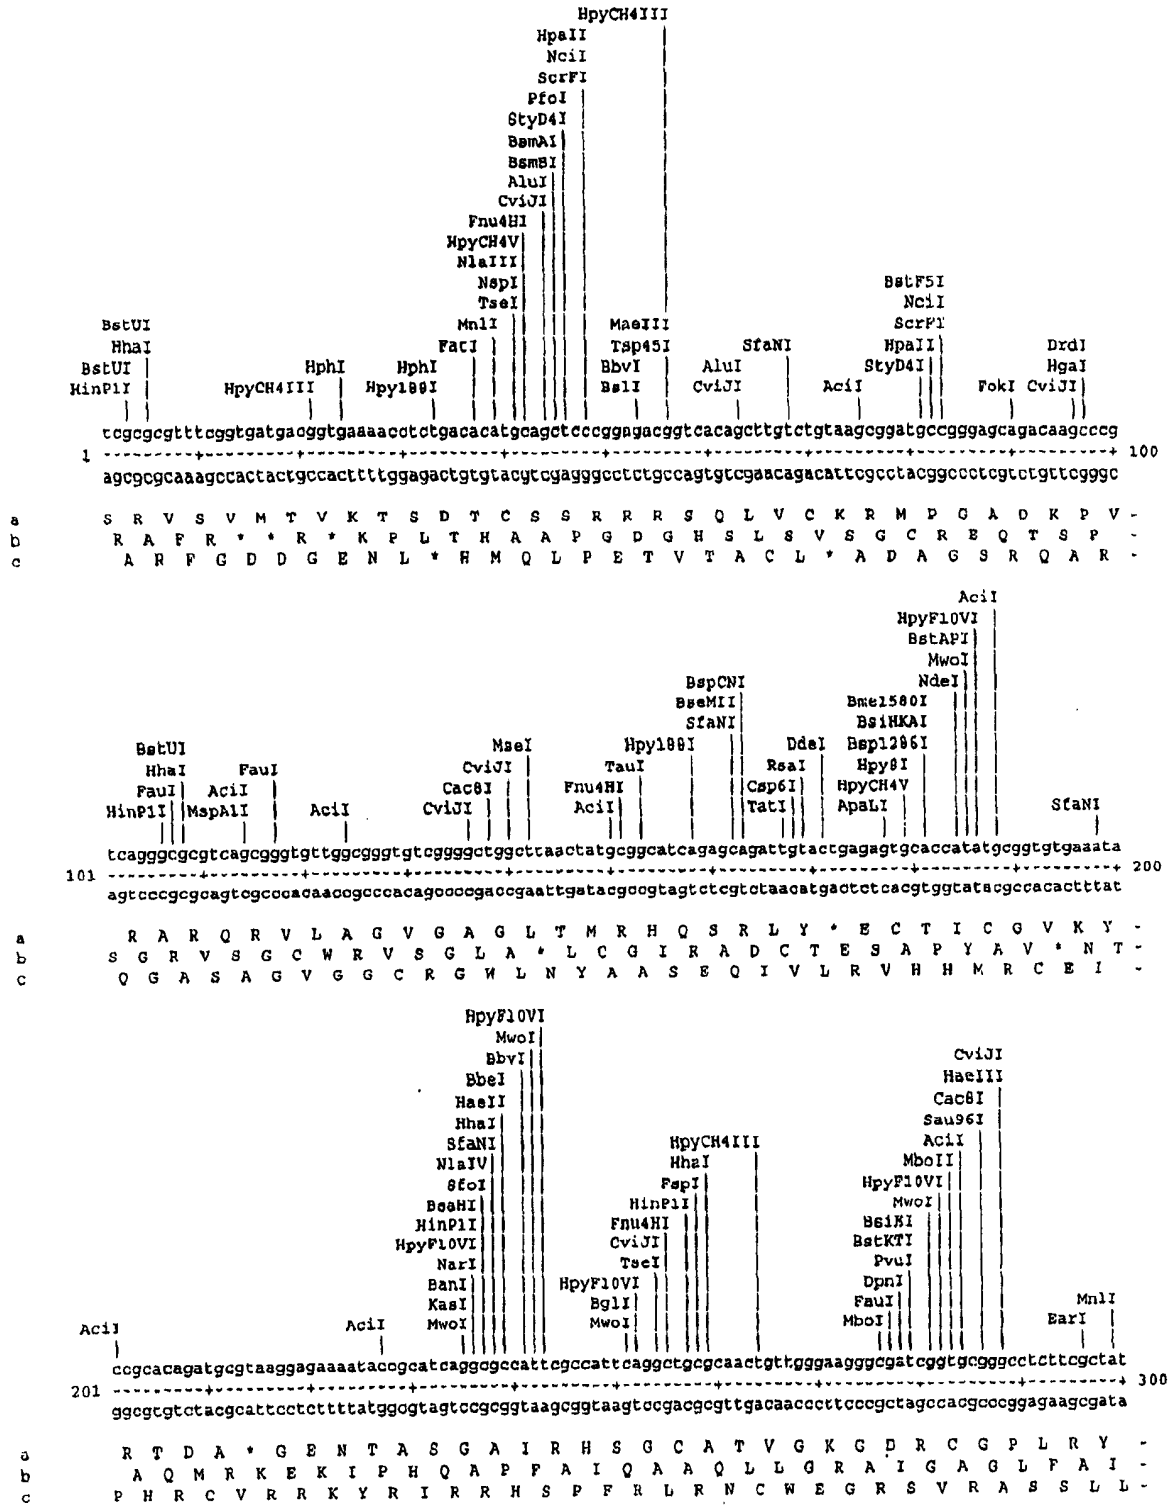 HpyCH4III
HpaII
NciI
ScrFI
PfoI
StyD4I
BsmAI
BsmBI
AluI
CviJI
Fnu4HI
HpyCH4V
NlaIII
NspI
TseI
BstF5I
NciI
BstUI MnlI MaeIII ScrFI
HhaI FatI Tsp45I SfaNI HpaII DrdI
BstUI HphI HphI BbvI AluI StyD4I HgaI
HinP1I HpyCH4III Hpy188I BslI CviJI AciI FokI CviJI
tcgcgcgtttcggtgatgacggtgaaaacctctgacacatgcagctcccggagacggtcacagcttgtctgtaagcggatgccgggagcagacaagcccg
1 ---------+---------+---------+---------+---------+---------+---------+---------+---------+---------+ 100
agcgcgcaaagccactactgccacttttggagactgtgtacgtcgagggcctctgccagtgtcgaacagacattcgcctacggccctcgtctgttcgggc
a S R V S V M T V K T S D T C S S R R R S Q L V C K R M P G A D K P V -
b R A F R * * R * K P L T H A A P G D G H S L S V S G C R E Q T S P -
c A R F G D D G E N L * H M Q L P E T V T A C L * A D A G S R Q A R -
AciI
HpyF10VI
BstAPI
MwoI
BspCNI NdeI
BseMII Bme1580I
SfaNI BsiHKAI
BstUI MseI Hpy188I DdeI Bsp1286I
HhaI FauI CviJI TauI RsaI Hpy8I
FauI AciI Cac8I Fnu4HI Csp6I HpyCH4V
HinP1I MspA1I AciI CviJI AciI TatI ApaLI SfaNI
tcagggcgcgtcagcgggtgttggcgggtgtcggggctggcttaactatgcggcatcagagcagattgtactgagagtgcaccatatgcggtgtgaaata
101 ---------+---------+---------+---------+---------+---------+---------+---------+---------+---------+ 200
agtcccgcgcagtcgcccacaaccgcccacagccccgaccgaattgatacgccgtagtctcgtctaacatgactctcacgtggtatacgccacactttat
a R A R Q R V L A G V G A G L T M R H Q S R L Y * E C T I C G V K Y -
b S G R V S G C W R V S G L A * L C G I R A D C T E S A P Y A V * N T -
c Q G A S A G V G G C R G W L N Y A A S E Q I V L R V H H M R C E I -
HpyF10VI
MwoI
BbvI CviJI
BbeI HaeIII
HaeII Cac8I
HhaI Sau96I
SfaNI HpyCH4III AciI
NlaIV HhaI MboII
SfoI FspI HpyF10VI
BsaHI HinP1I MwoI
HinP1I Fnu4HI BsiEI
HpyF10VI CviJI BstKTI
NarI TseI PvuI
BanI HpyF10VI DpnI
KasI BglI FauI MnlI
AciI AciI MwoI MwoI MboI EarI
ccgcacagatgcgtaaggagaaaataccgcatcaggcgccattcgccattcaggctgcgcaactgttgggaagggcgatcggtgcgggcctcttcgctat
201 ---------+---------+---------+---------+---------+---------+---------+---------+---------+---------+ 300
ggcgtgtctacgcattcctcttttatggcgtagtccgcggtaagcggtaagtccgacgcgttgacaacccttcccgctagccacgcccggagaagcgata
a R T D A * G E N T A S G A I R H S G C A T V G K G D R C G P L R Y -
b A Q M R K E K I P H Q A P F A I Q A A Q L L G R A I G A G L F A I -
c P H R C V R R K Y R I R R H S P F R L R N C W E G R S V R A S S L L -